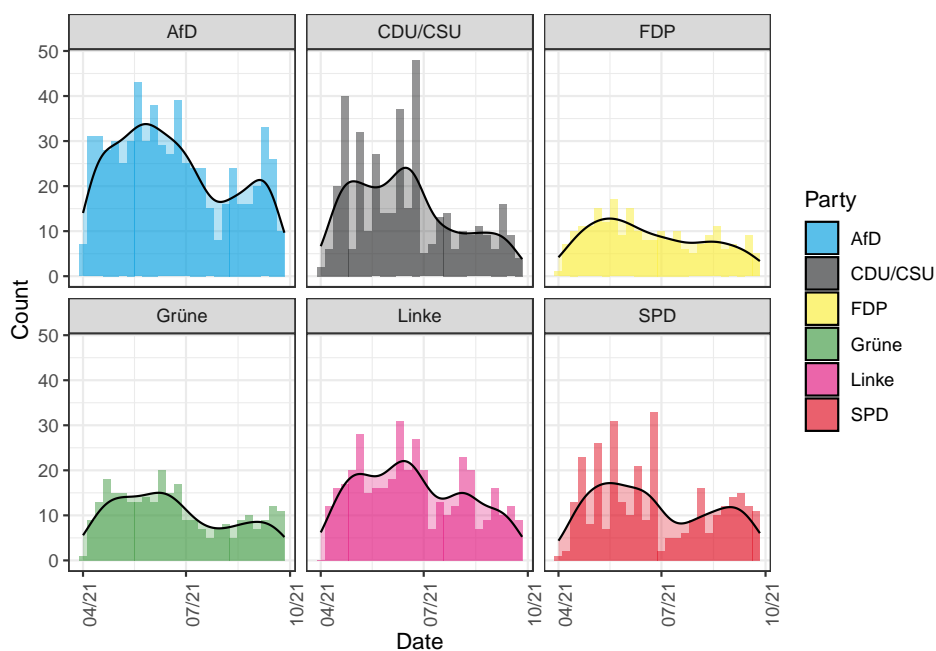 AfD
CDU/CSU
FDP
50
40
30
20
10
0
Grüne
Linke
SPD
50
40
30
20
10
0
04/21
07/21
10/21
04/21
07/21
10/21
04/21
07/21
10/21
Date
Count
Party
AfD
CDU/CSU
FDP
Grüne
Linke
SPD